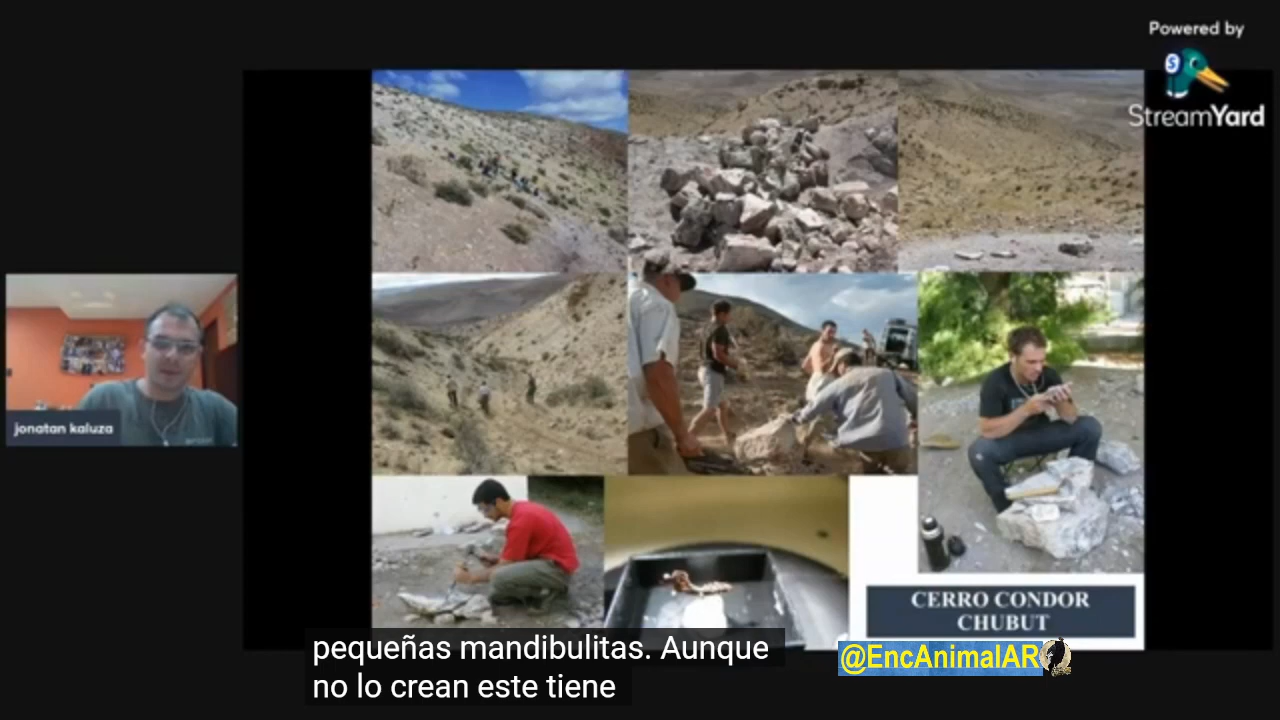 Powered by
StreamYard
jonatan kaluza
CERRO CONDOR
CHUBUT
pequeñas mandibulitas. Aunque
no lo crean este tiene
@EncAnimalAR